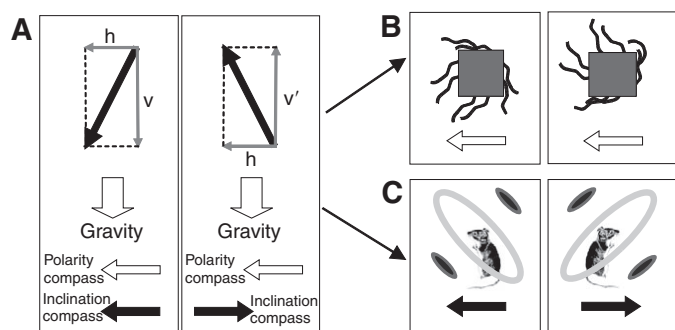 A
h
v
Gravity
Polarity
compass
Inclination
compass
h
v'
Gravity
Polarity
compass
Inclination
compass
B
C